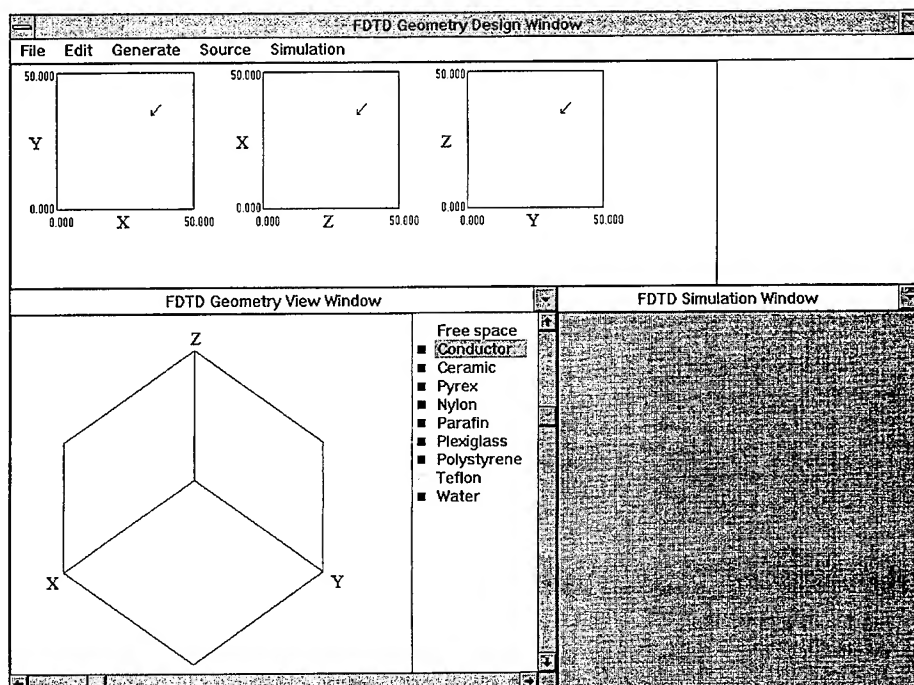 FDTD Geometry Design Window
File Edit Generate Source Simulation
50.000 50.000 50.000
Y X Z
0.000 0.000 0.000
0.000 X 50.000 0.000 Z 50.000 0.000 Y 50.000
FDTD Geometry View Window
FDTD Simulation Window
Z
X
Y
Free space
Conductor
Ceramic
Pyrex
Nylon
Parafin
Plexiglass
Polystyrene
Teflon
Water